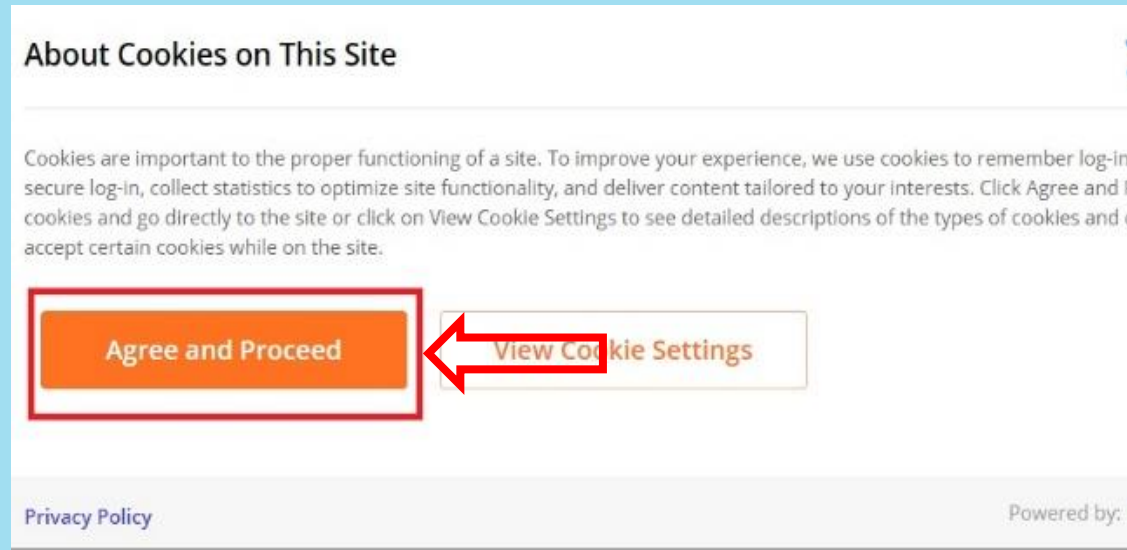 About Cookies on This Site
Cookies are important to the proper functioning of a site. To improve your experience, we use cookies to remember log-in
secure log-in, collect statistics to optimize site functionality, and deliver content tailored to your interests. Click Agree and
cookies and go directly to the site or click on View Cookie Settings to see detailed descriptions of the types of cookies and
accept certain cookies while on the site.
Agree and Proceed
View Cookie Settings
Privacy Policy
Powered by: